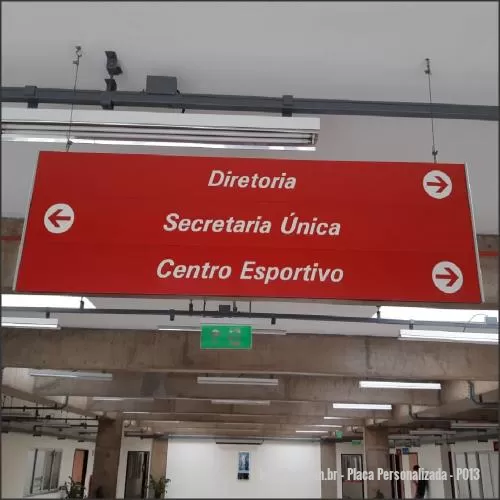 Diretoria
Secretaria Única
Centro Esportivo
.br - Placa Personalizada - P013